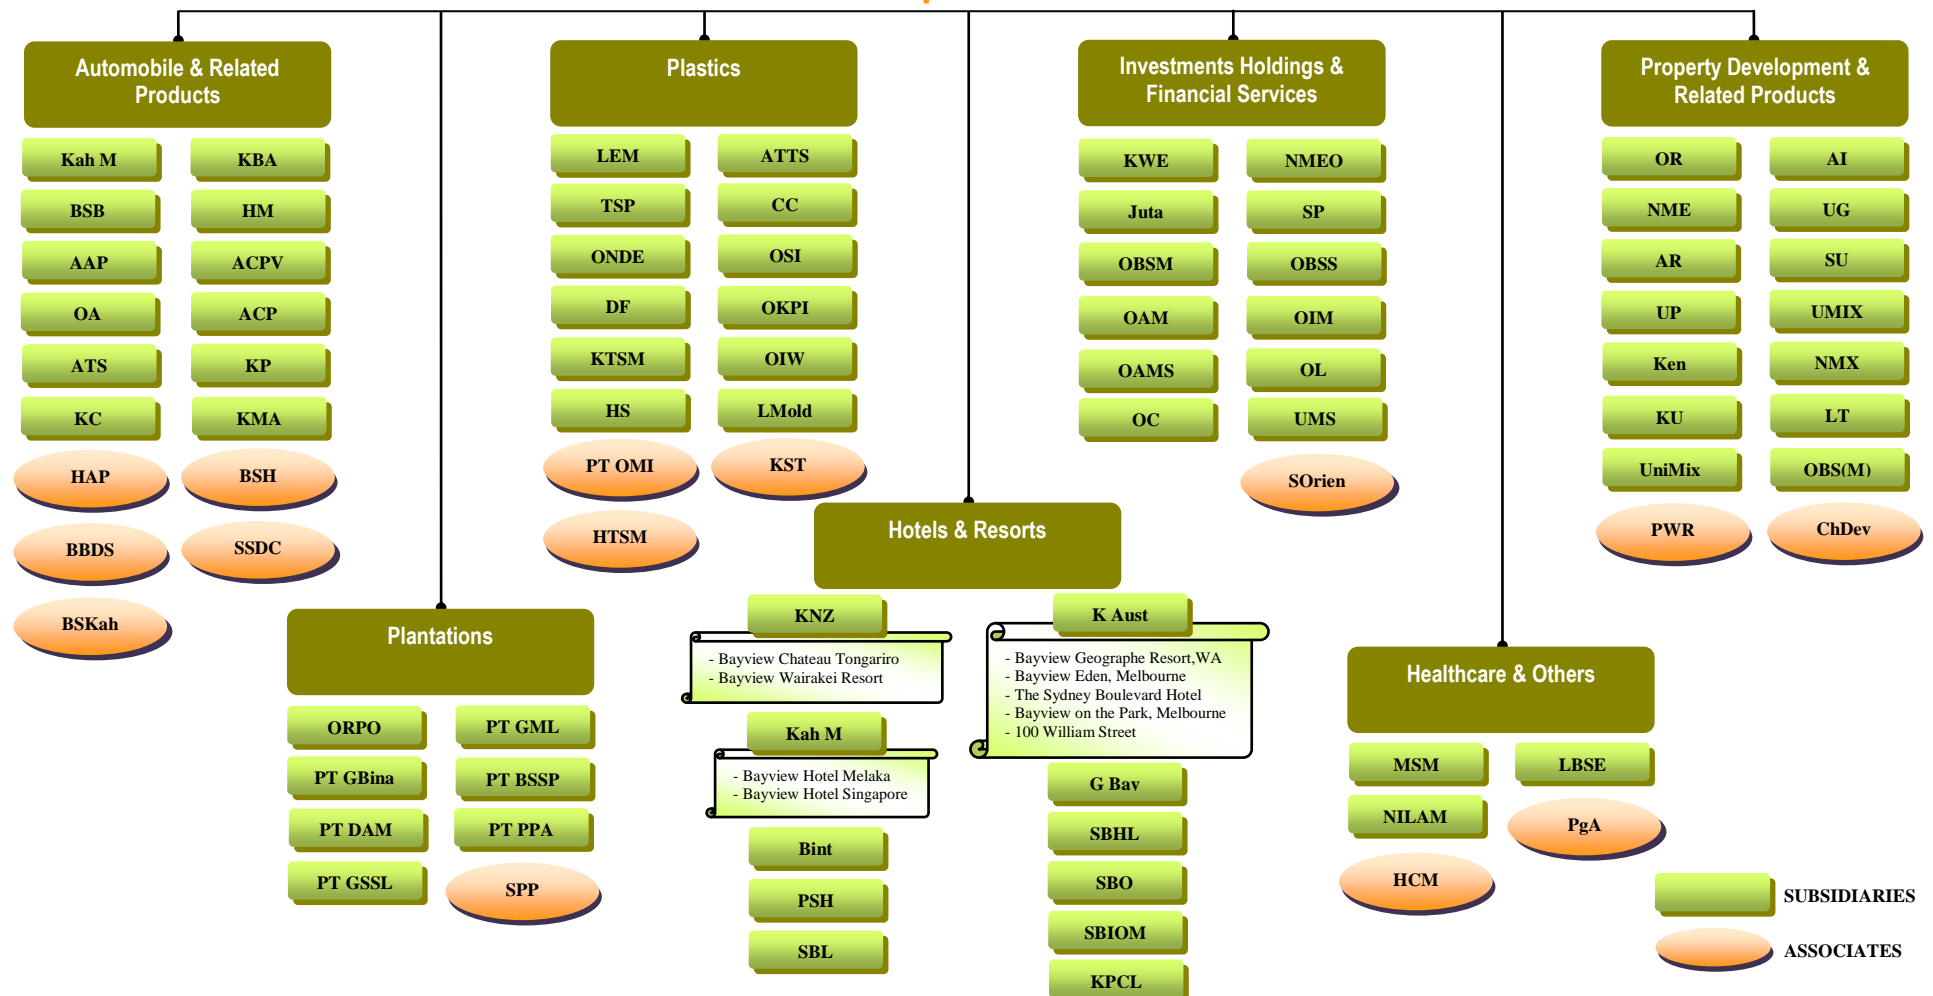 Automobile & Related
Products
Kah M
KBA
BSB
HM
AAP
ACPV
OA
ACP
ATS
KP
KC
KMA
HAP
BSH
BBDS
SSDC
BSKah
Plantations
ORPO
PT GML
PT GBina
PT BSSP
PT DAM
PT PPA
PT GSSL
SPP
Plastics
LEM
ATTS
TSP
CC
ONDE
OSI
DF
OKPI
KTSM
OIW
HS
LMold
PT OMI
KST
HTSM
Hotels & Resorts
KNZ
- Bayview Chateau Tongariro
- Bayview Wairakei Resort
Kah M
- Bayview Hotel Melaka
- Bayview Hotel Singapore
Bint
PSH
SBL
K Aust
- Bayview Geographe Resort,WA
- Bayview Eden, Melbourne
- The Sydney Boulevard Hotel
- Bayview on the Park, Melbourne
- 100 William Street
G Bay
SBHL
SBO
SBIOM
KPCL
Investments Holdings &
Financial Services
KWE
NMEO
Juta
SP
OBSM
OBSS
OAM
OIM
OAMS
OL
OC
UMS
SOrien
Healthcare & Others
MSM
LBSE
NILAM
PgA
HCM
Property Development &
Related Products
OR
AI
NME
UG
AR
SU
UP
UMIX
Ken
NMX
KU
LT
UniMix
OBS(M)
PWR
ChDev
SUBSIDIARIES
ASSOCIATES